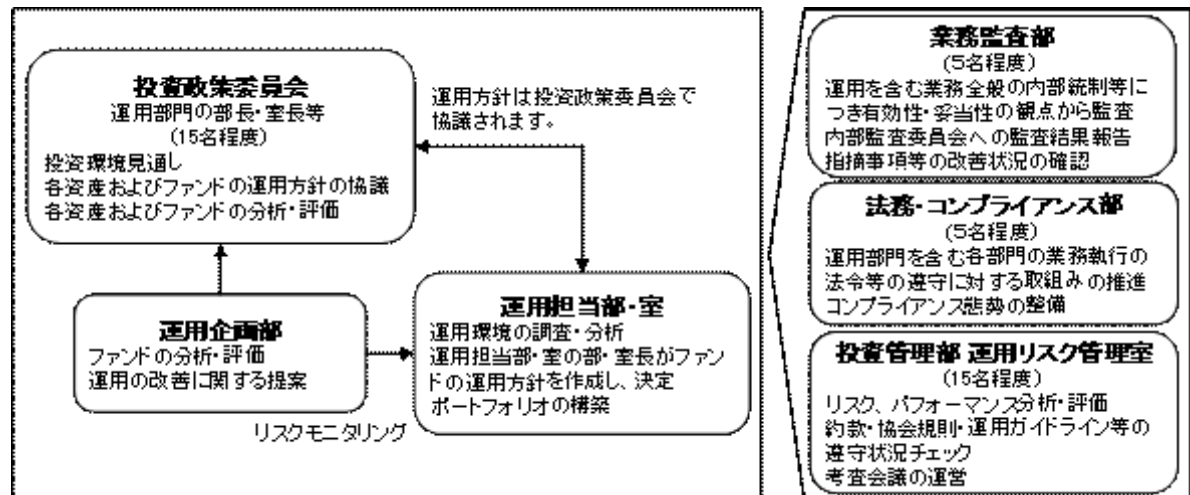 投資政策委員会
運用部門の部長・室長等
(15名程度)
投資環境見通し
各資産およびファンドの運用方針の協議
各資産およびファンドの分析・評価
運用方針は投資政策委員会で
協議されます。
運用企画部
ファンドの分析・評価
運用の改善に関する提案
リスクモニタリング
運用担当部・室
運用環境の調査・分析
運用担当部・室の部・室長がファン
ドの運用方針を作成し、決定
ポートフォリオの構築
業務監査部
(5名程度)
運用を含む業務全般の内部統制等に
つき有効性・妥当性の観点から監査
内部監査委員会への監査結果報告
指摘事項等の改善状況の確認
法務・コンプライアンス部
(5名程度)
運用部門を含む各部門の業務執行の
法令等の遵守に対する取組みの推進
コンプライアンス態勢の整備
投資管理部 運用リスク管理室
(15名程度)
リスク、パフォーマンス分析・評価
約款・協会規則・運用ガイドライン等の
遵守状況チェック
考査会議の運営